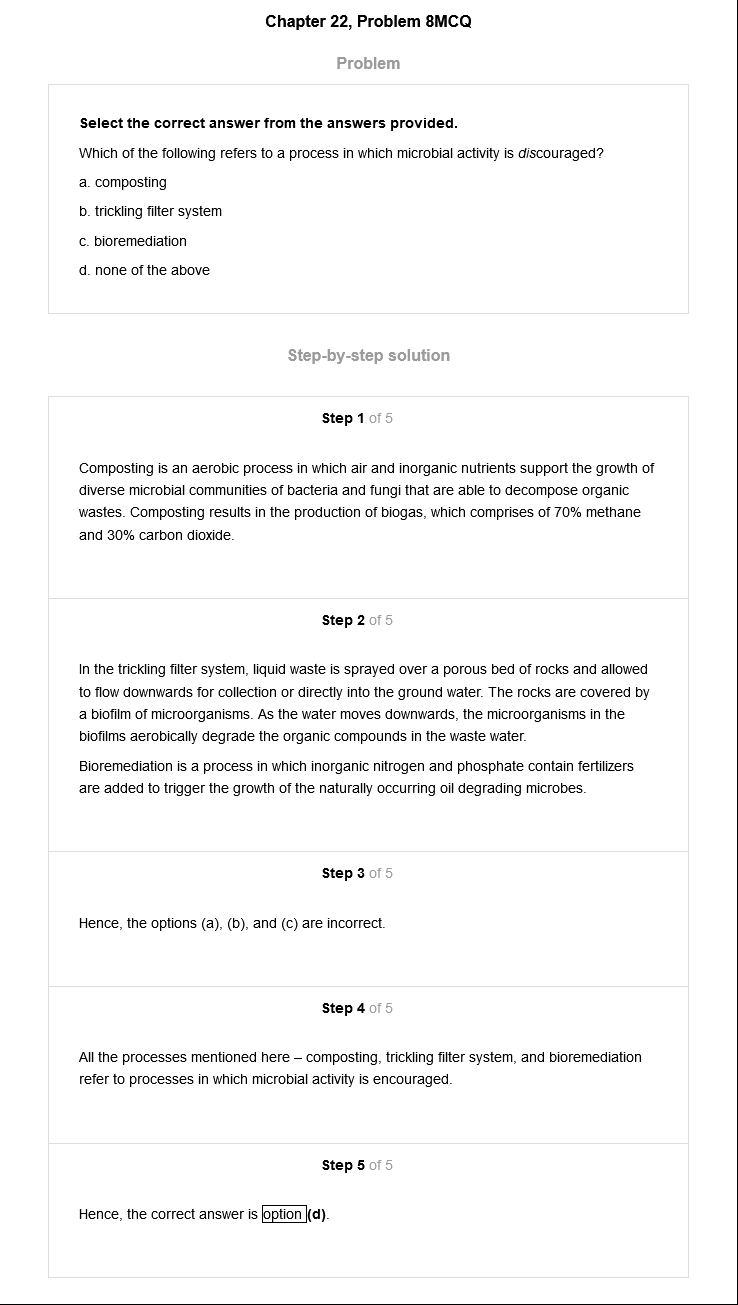 Chapter 22, Problem 8MCQ
Problem
Select the correct answer from the answers provided.
Which of the following refers to a process in which microbial activity is discouraged?
a. composting
b. trickling filter system
c. bioremediation
d. none of the above
Step-by-step solution
Step 1 of 5
Composting is an aerobic process in which air and inorganic nutrients support the growth of
diverse microbial communities of bacteria and fungi that are able to decompose organic
wastes. Composting results in the production of biogas, which comprises of 70% methane
and 30% carbon dioxide.
Step 2 of 5
In the trickling filter system, liquid waste is sprayed over a porous bed of rocks and allowed
to flow downwards for collection or directly into the ground water. The rocks are covered by
a biofilm of microorganisms. As the water moves downwards, the microorganisms in the
biofilms aerobically degrade the organic compounds in the waste water.
Bioremediation is a process in which inorganic nitrogen and phosphate contain fertilizers
are added to trigger the growth of the naturally occurring oil degrading microbes.
Step 3 of 5
Hence, the options (a), (b), and (c) are incorrect.
Step 4 of 5
All the processes mentioned here – composting, trickling filter system, and bioremediation
refer to processes in which microbial activity is encouraged.
Step 5 of 5
Hence, the correct answer is option (d).